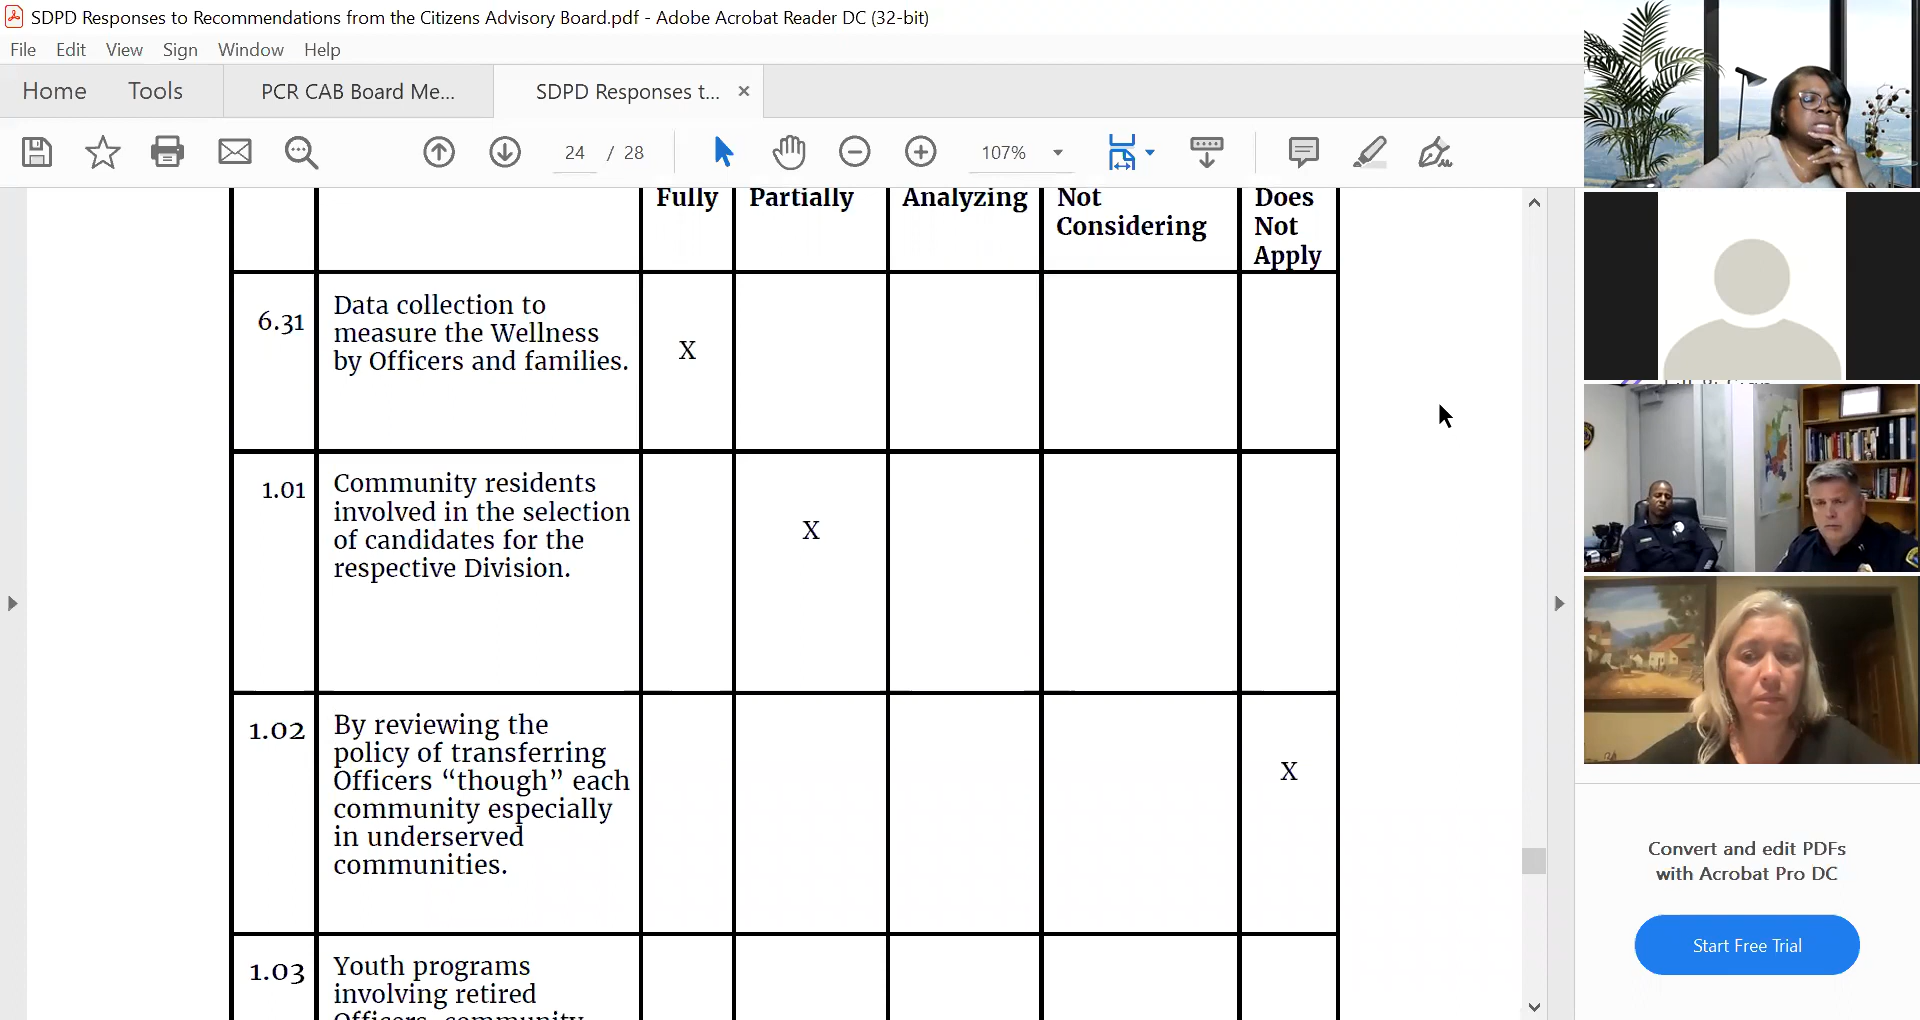 SDPD Responses to Recommendations from the Citizens Advisory Board.pdf - Adobe Acrobat Reader DC (32-bit)
File Edit View Sign Window Help
Home Tools PCR CAB Board Me... SDPD Responses t... ×
24 / 28 107%
Fully Partially Analyzing Not Considering Does Not Apply
6.31 Data collection to
measure the Wellness
by Officers and families.
X
1.01 Community residents
involved in the selection
of candidates for the
respective Division.
X
1.02 By reviewing the
policy of transferring
Officers “though” each
community especially
in underserved
communities.
X
1.03 Youth programs
involving retired
Officers, community
Convert and edit PDFs
with Acrobat Pro DC
Start Free Trial